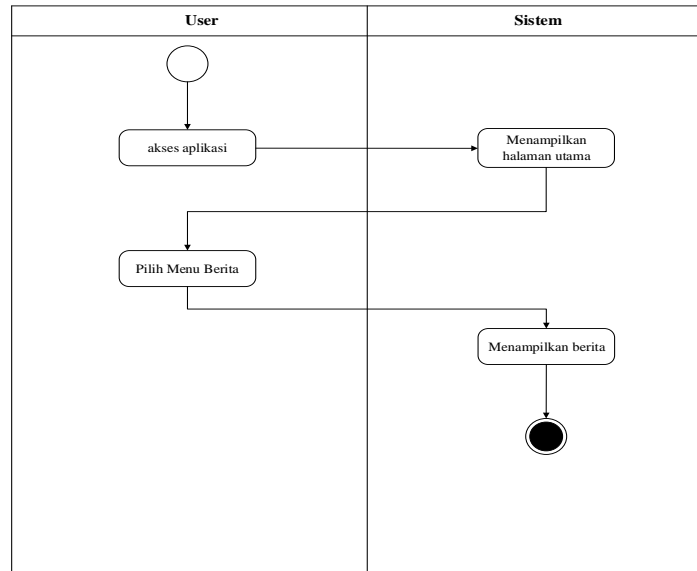 User
Sistem
akses aplikasi
Menampilkan
halaman utama
Pilih Menu Berita
Menampilkan berita